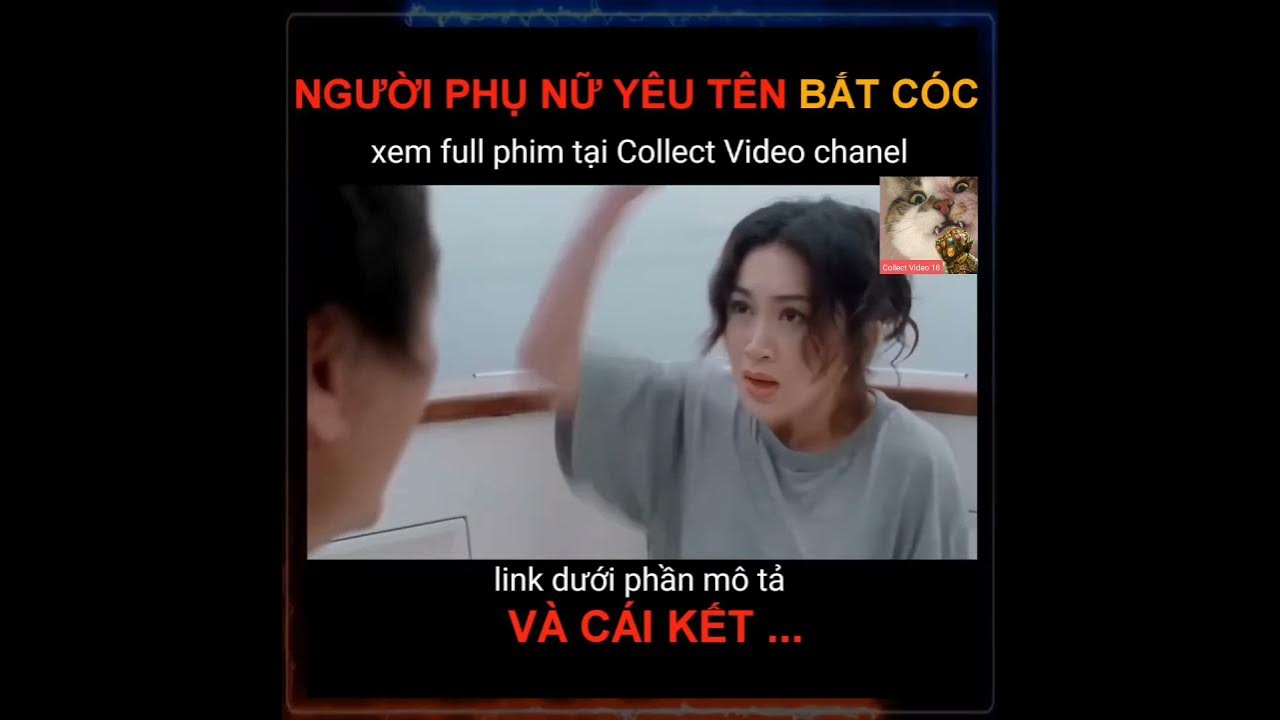 NGƯỜI PHỤ NỮ YÊU TÊN BẮT CÓC
xem full phim tại Collect Video chanel
Collect Video 16
link dưới phần mô tả
VÀ CÁI KẾT ...